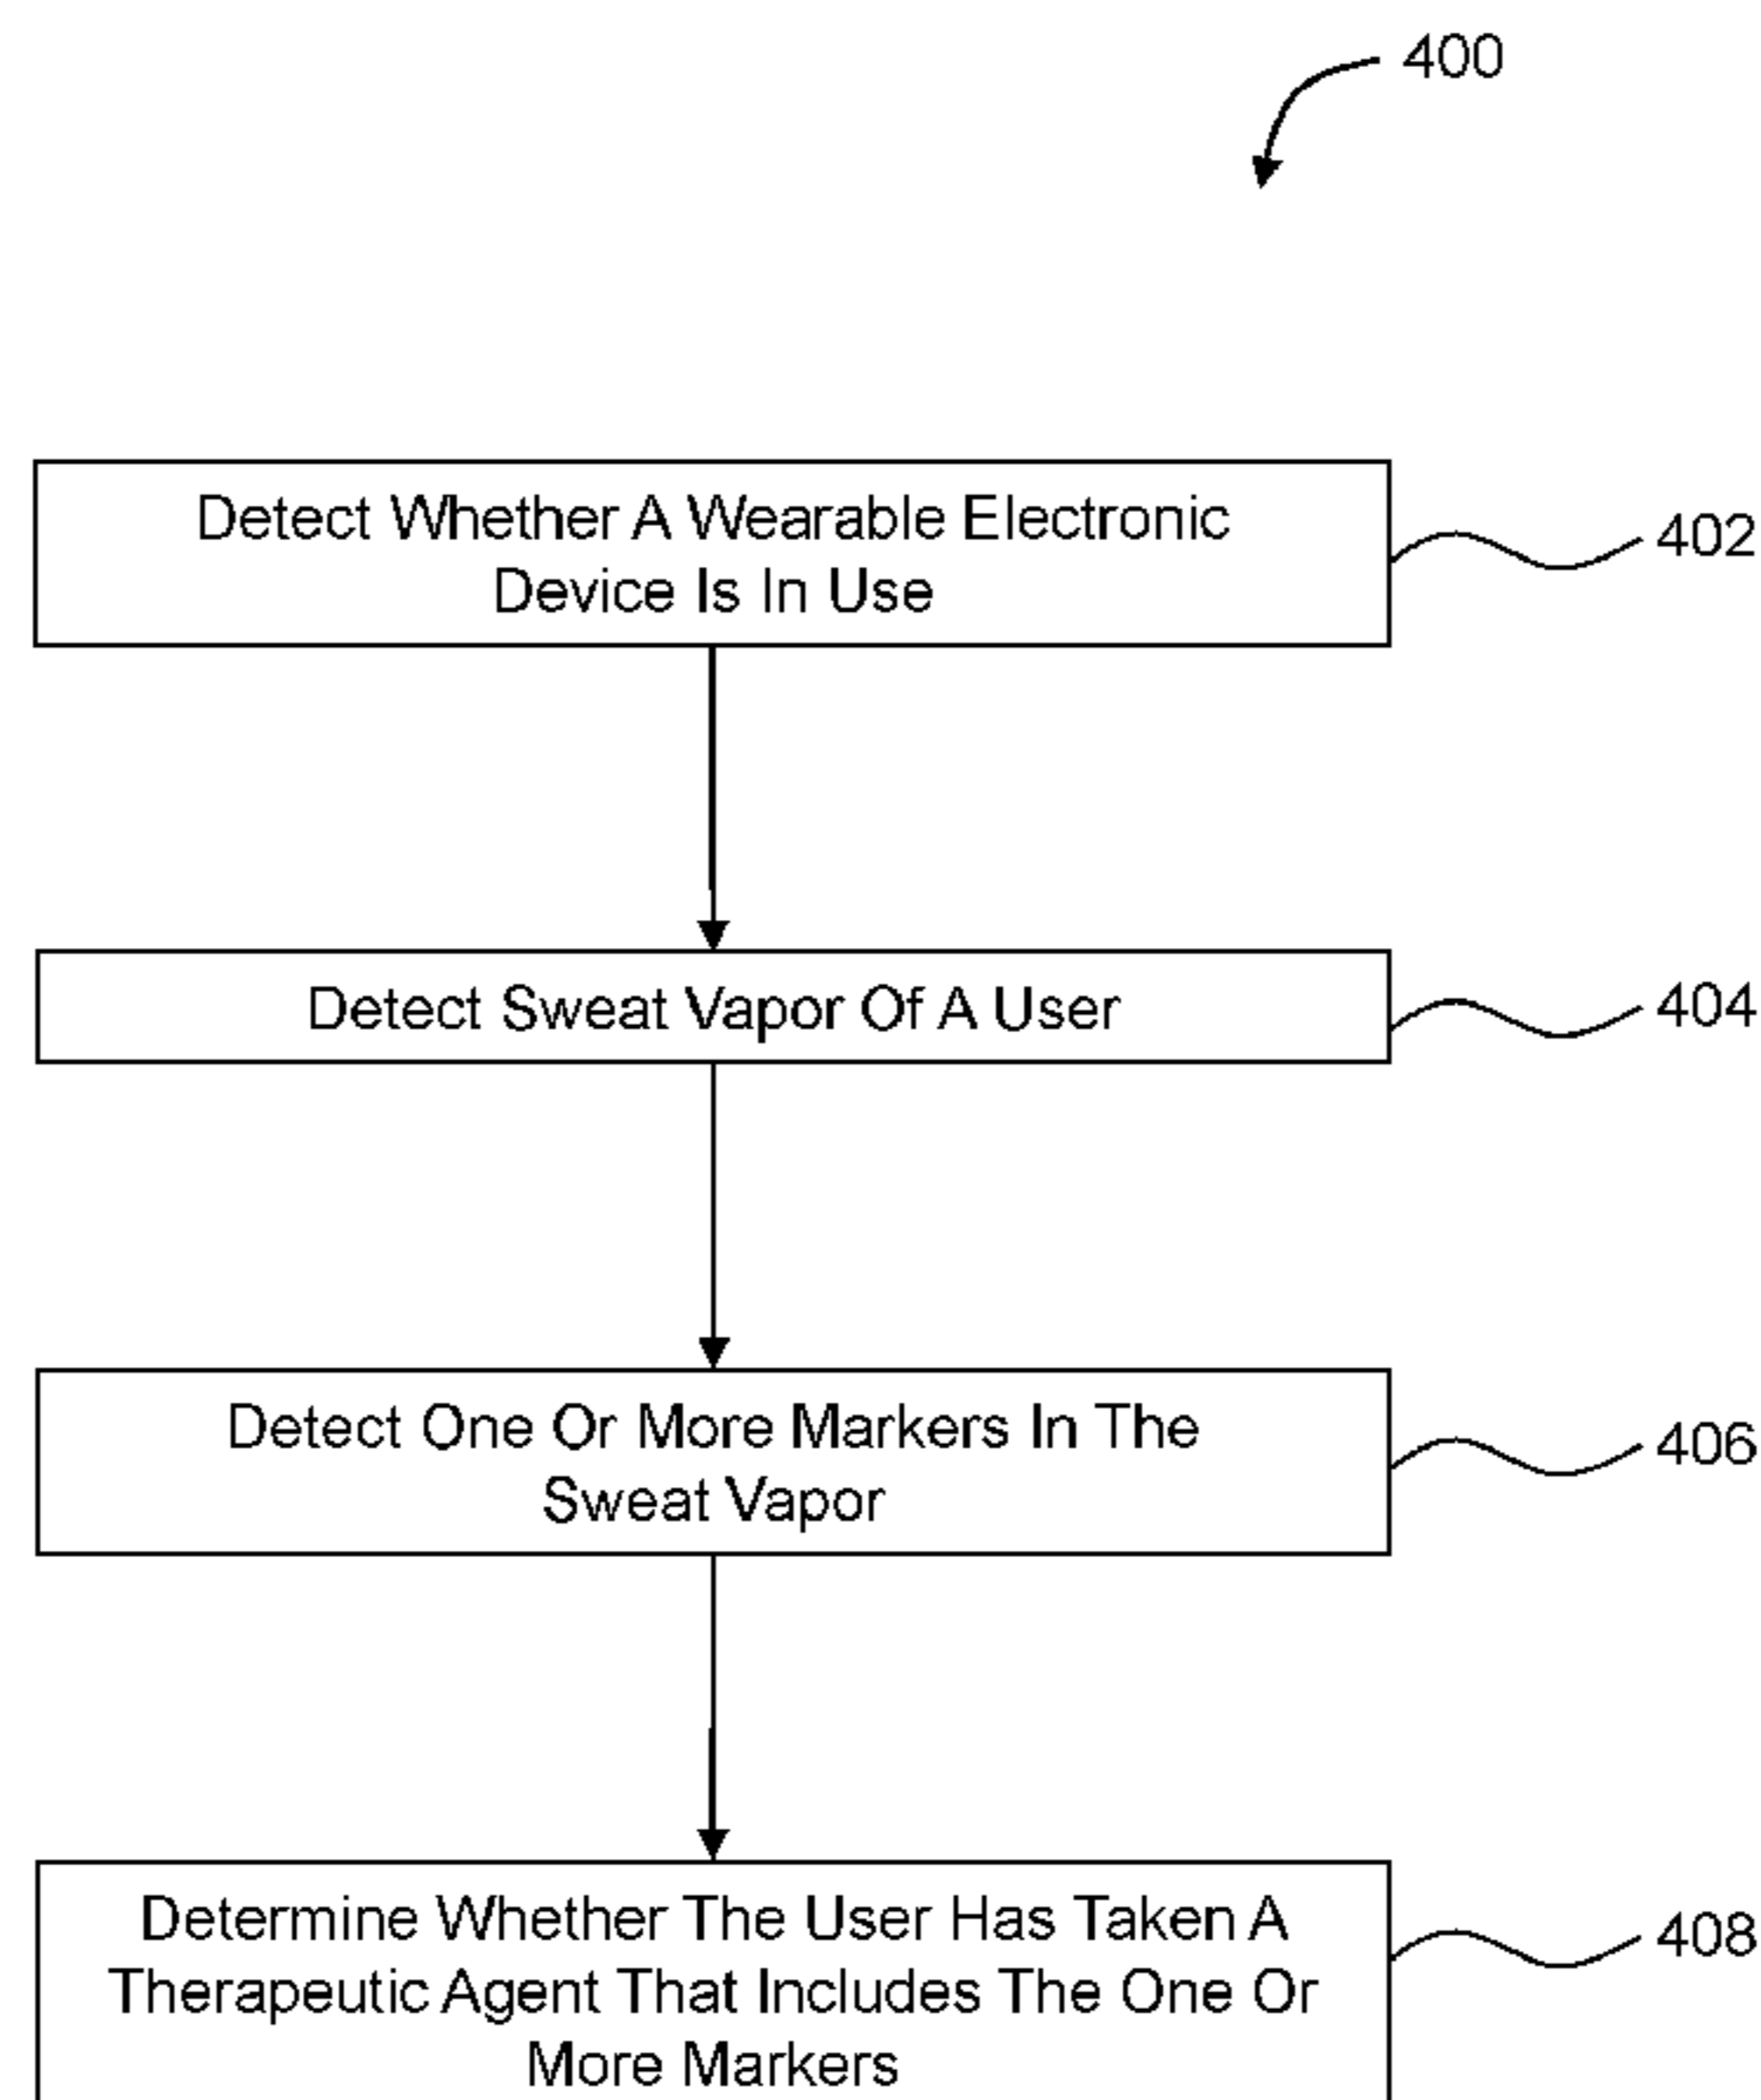 400
Detect Whether A Wearable Electronic
Device Is In Use
402
Detect Sweat Vapor Of A User
404
Detect One Or More Markers In The
Sweat Vapor
406
Determine Whether The User Has Taken A
Therapeutic Agent That Includes The One Or
More Markers
408